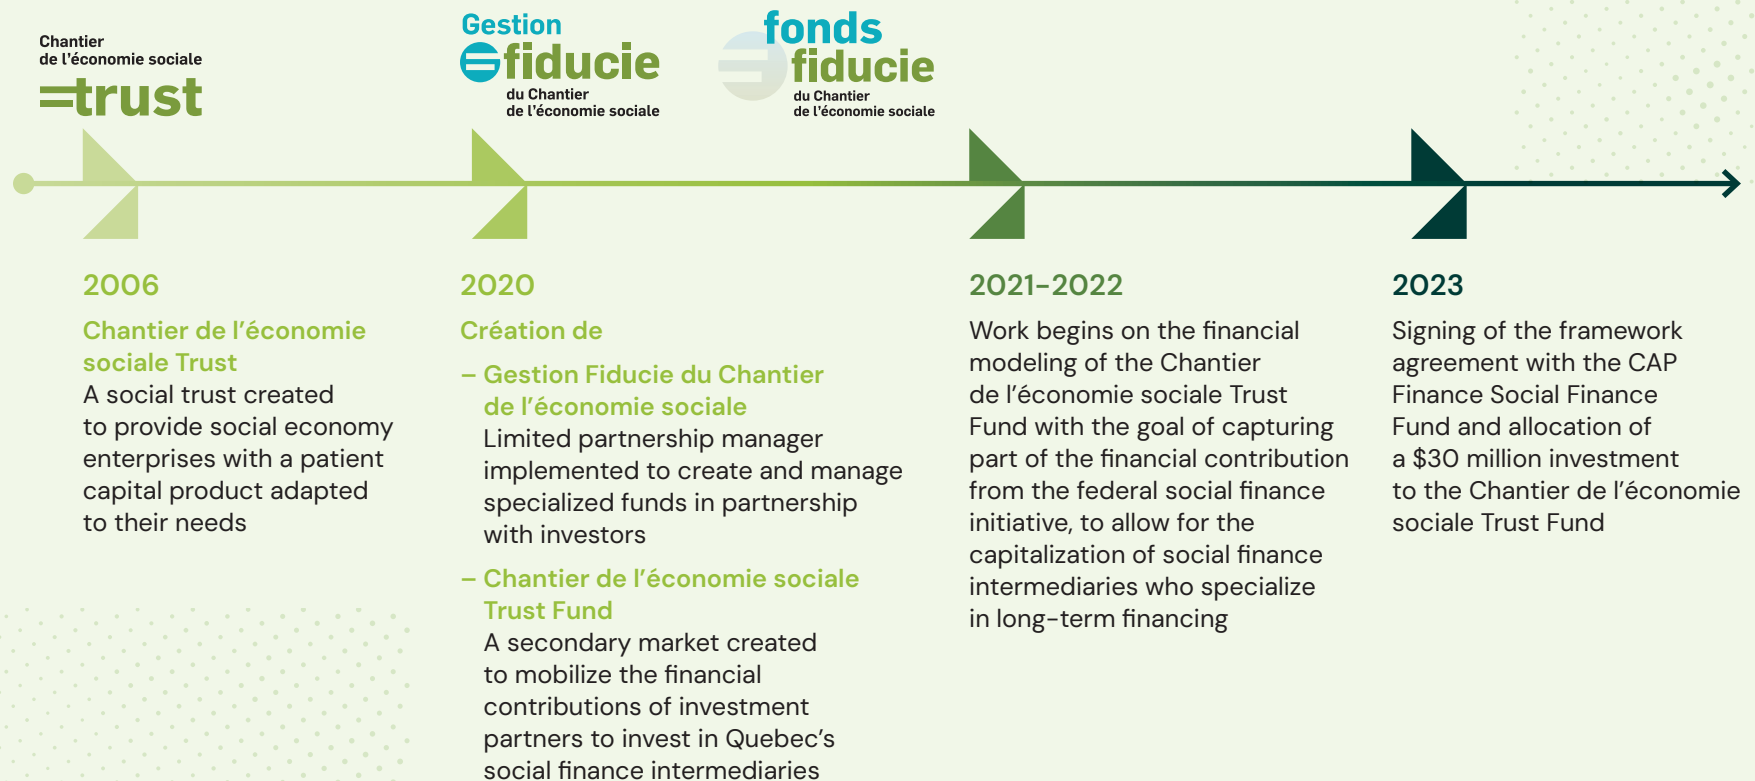 Chantier
de l'économie sociale
trust
Gestion
fiducie
du Chantier
de l'économie sociale
fonds
fiducie
du Chantier
de l'économie sociale
2006
Chantier de l'économie
sociale Trust
A social trust created
to provide social economy
enterprises with a patient
capital product adapted
to their needs
2020
Création de
– Gestion Fiducie du Chantier
de l'économie sociale
Limited partnership manager
implemented to create and manage
specialized funds in partnership
with investors
– Chantier de l'économie sociale
Trust Fund
A secondary market created
to mobilize the financial
contributions of investment
partners to invest in Quebec's
social finance intermediaries
2021–2022
Work begins on the financial
modeling of the Chantier
de l'économie sociale Trust
Fund with the goal of capturing
part of the financial contribution
from the federal social finance
initiative, to allow for the
capitalization of social finance
intermediaries who specialize
in long-term financing
2023
Signing of the framework
agreement with the CAP
Finance Social Finance
Fund and allocation of
a $30 million investment
to the Chantier de l'économie
sociale Trust Fund